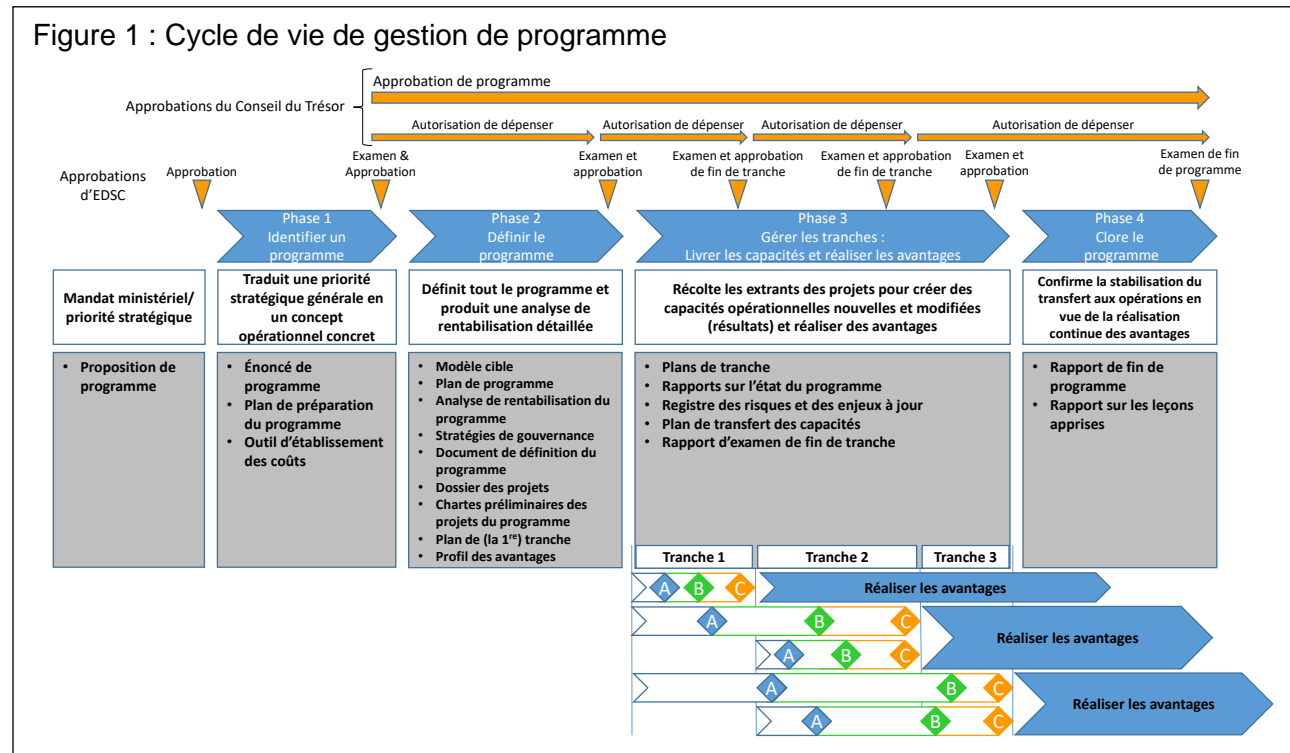 Figure 1 : Cycle de vie de gestion de programme
Approbation de programme
Approbations du Conseil du Trésor
Autorisation de dépenser
Autorisation de dépenser
Autorisation de dépenser
Autorisation de dépenser
Approbations
d'EDSC
Approbation
Examen &
Approbation
Examen et
approbation
Examen et approbation
de fin de tranche
Examen et approbation
de fin de tranche
Examen et
approbation
Examen de fin
de programme
Phase 1
Identifier un
programme
Phase 2
Définir le
programme
Phase 3
Gérer les tranches :
Livrer les capacités et réaliser les avantages
Phase 4
Clore le
programme
Mandat ministériel/
priorité stratégique
Traduit une priorité
stratégique générale en
un concept
opérationnel concret
Définit tout le programme et
produit une analyse de
rentabilisation détaillée
Récolte les extrants des projets pour créer des
capacités opérationnelles nouvelles et modifiées
(résultats) et réaliser des avantages
Confirme la stabilisation du
transfert aux opérations en
vue de la réalisation
continue des avantages
• Proposition de
programme
• Énoncé de
programme
• Plan de préparation
du programme
• Outil d'établissement
des coûts
• Modèle cible
• Plan de programme
• Analyse de rentabilisation du
programme
• Stratégies de gouvernance
• Document de définition du
programme
• Dossier des projets
• Chartes préliminaires des
projets du programme
• Plan de (la 1re) tranche
• Profil des avantages
• Plans de tranche
• Rapports sur l'état du programme
• Registre des risques et des enjeux à jour
• Plan de transfert des capacités
• Rapport d'examen de fin de tranche
• Rapport de fin de
programme
• Rapport sur les leçons
apprises
Tranche 1
Tranche 2
Tranche 3
A B C
Réaliser les avantages
A B C
A B C
Réaliser les avantages
A B C
A B C
Réaliser les avantages